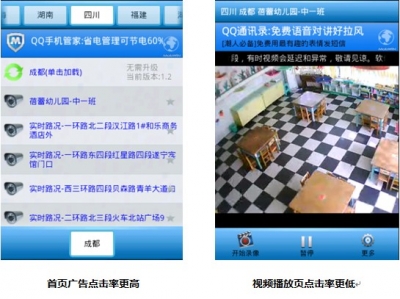 湖南
四川
福建
QQ手机管家:省电管理可节电60%
成都(单击加载)
无需升级
当前版本:1.2
蓓蕾幼儿园-中一班
实时路况-一环路北二段汉江路1#和乐商务
酒店外
实时路况-一环路东四段红星路四段遂宁宾
馆门口
实时路况-西三环路四段贝森路青羊大道口
实时路况-二环路北三段火车北站广场9
成都
首页广告点击率更高
四川 成都 蓓蕾幼儿园-中一班
QQ通讯录:免费语音对讲好拉风
[潮人必备]免费用最有趣的表情发短信
段，有时视频会延迟和异常，敬请见谅。欢
开始录像
暂停
更多
视频播放页点击率更低